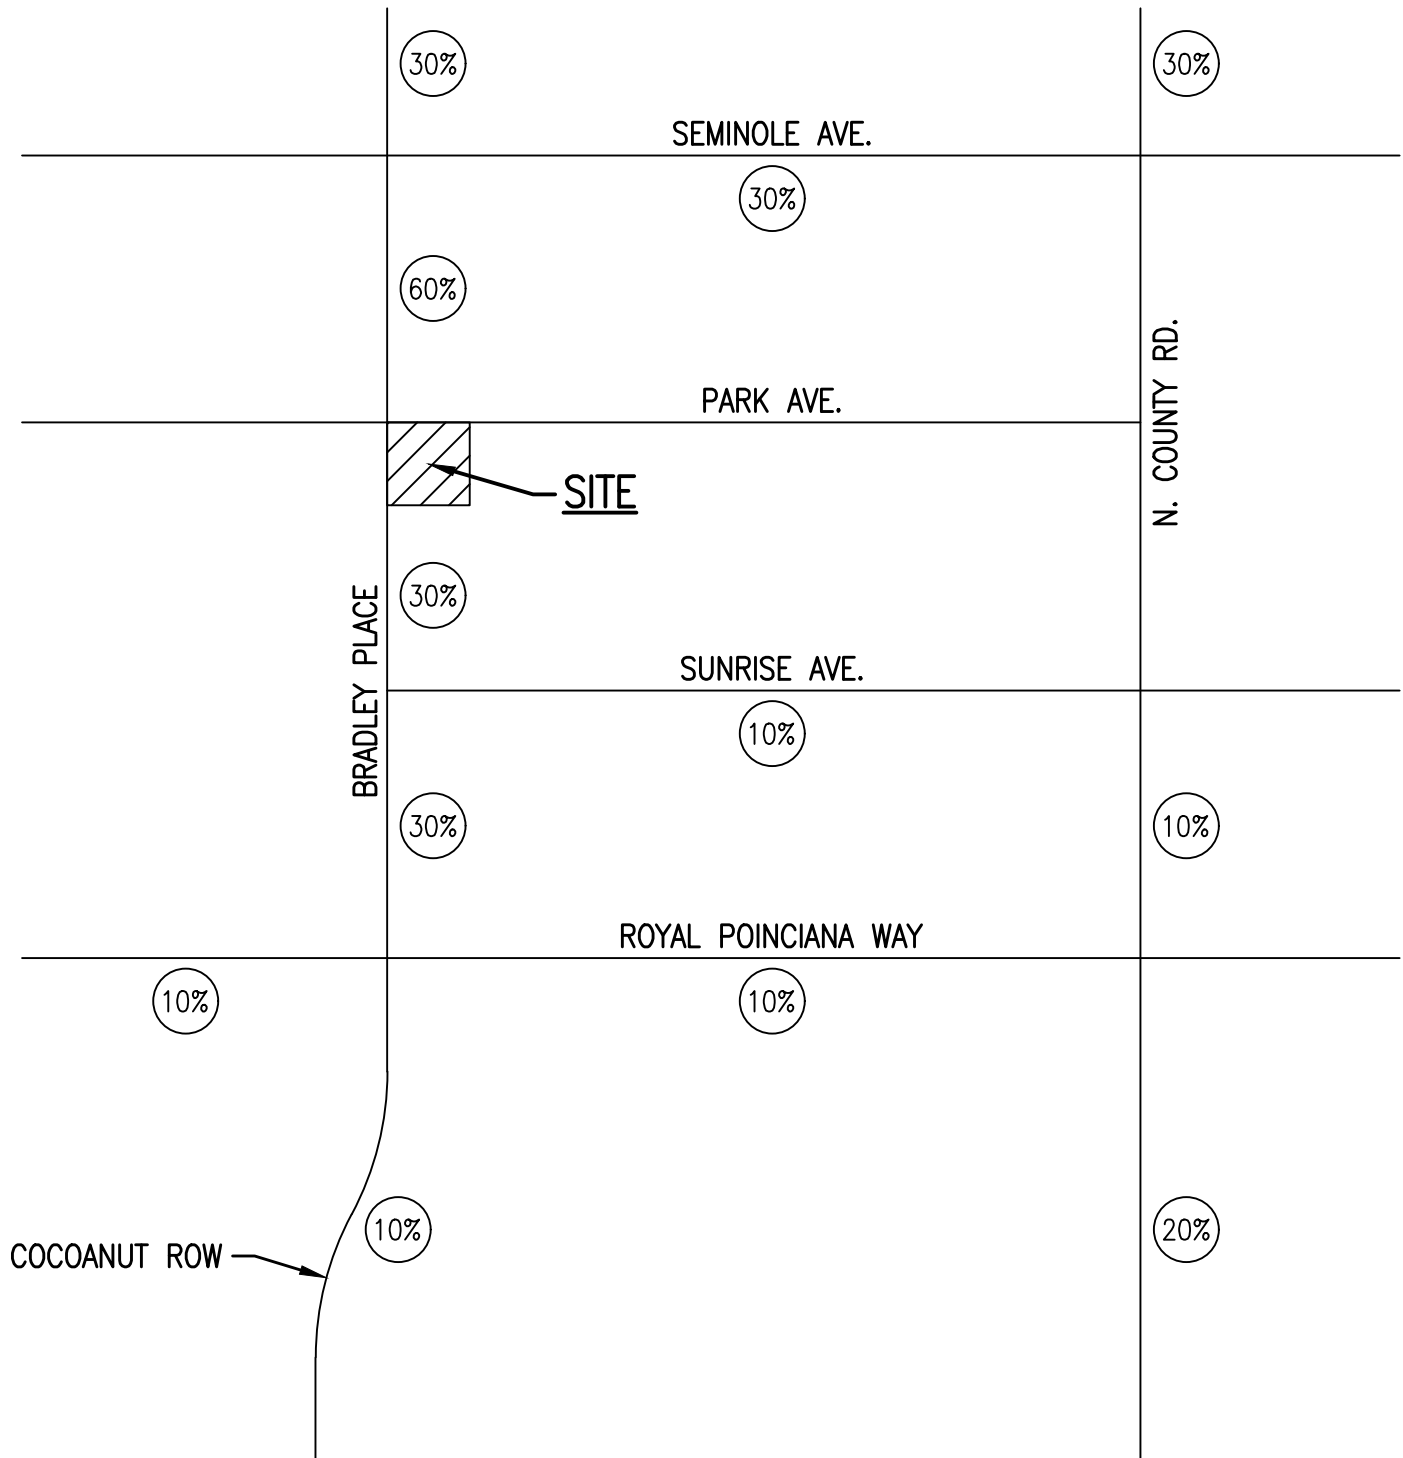 30%
30%
SEMINOLE AVE.
30%
60%
N. COUNTY RD.
PARK AVE.
SITE
30%
BRADLEY PLACE
SUNRISE AVE.
10%
30%
10%
ROYAL POINCIANA WAY
10%
10%
10%
20%
COCOANUT ROW